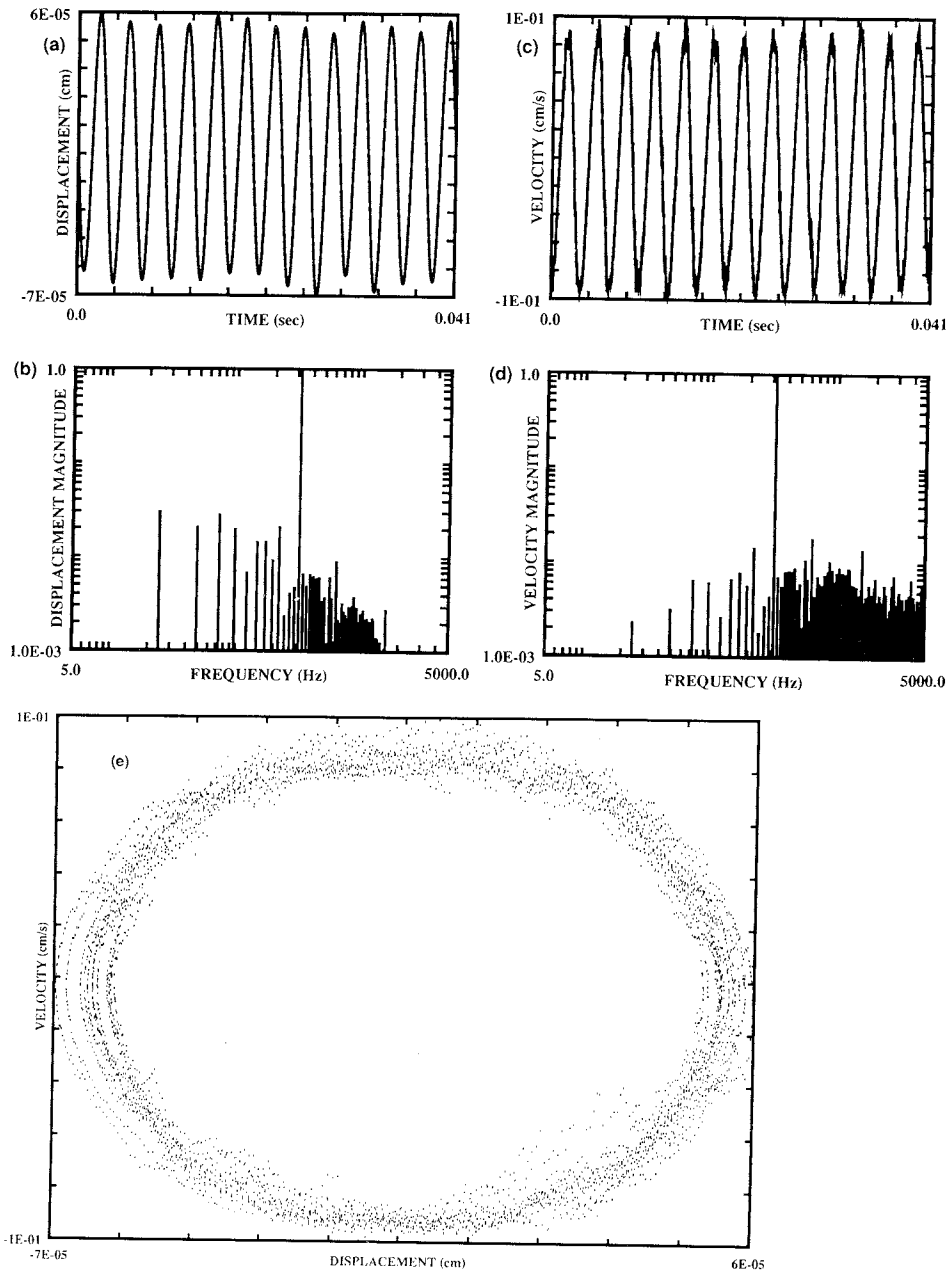 (a)
6E-05
DISPLACEMENT (cm)
-7E-05
0.0
TIME (sec)
0.041
(c)
1E-01
VELOCITY (cm/s)
-1E-01
0.0
TIME (sec)
0.041
(b)
1.0
DISPLACEMENT MAGNITUDE
1.0E-03
5.0
FREQUENCY (Hz)
5000.0
(d)
1.0
VELOCITY MAGNITUDE
1.0E-03
5.0
FREQUENCY (Hz)
5000.0
1E-01
(e)
VELOCITY (cm/s)
-1E-01
-7E-05
DISPLACEMENT (cm)
6E-05